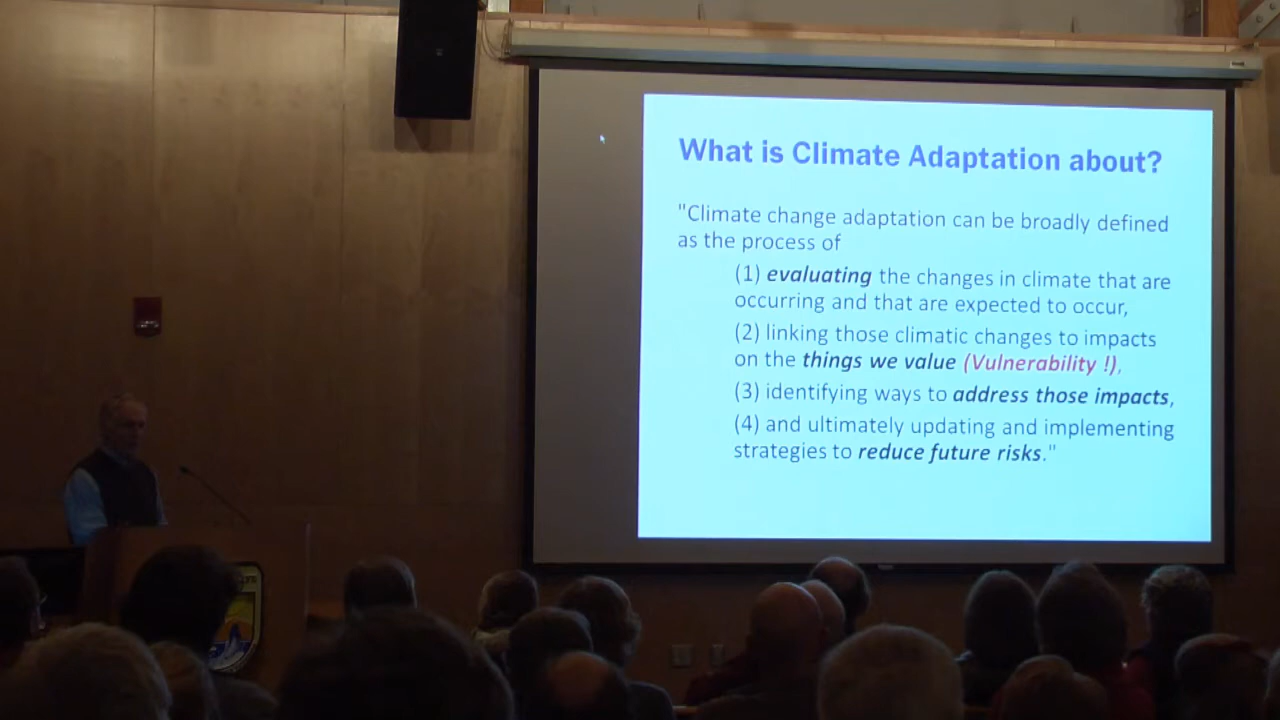 What is Climate Adaptation about?
"Climate change adaptation can be broadly defined
as the process of
(1) evaluating the changes in climate that are
occurring and that are expected to occur,
(2) linking those climatic changes to impacts
on the things we value (Vulnerability !),
(3) identifying ways to address those impacts,
(4) and ultimately updating and implementing
strategies to reduce future risks."